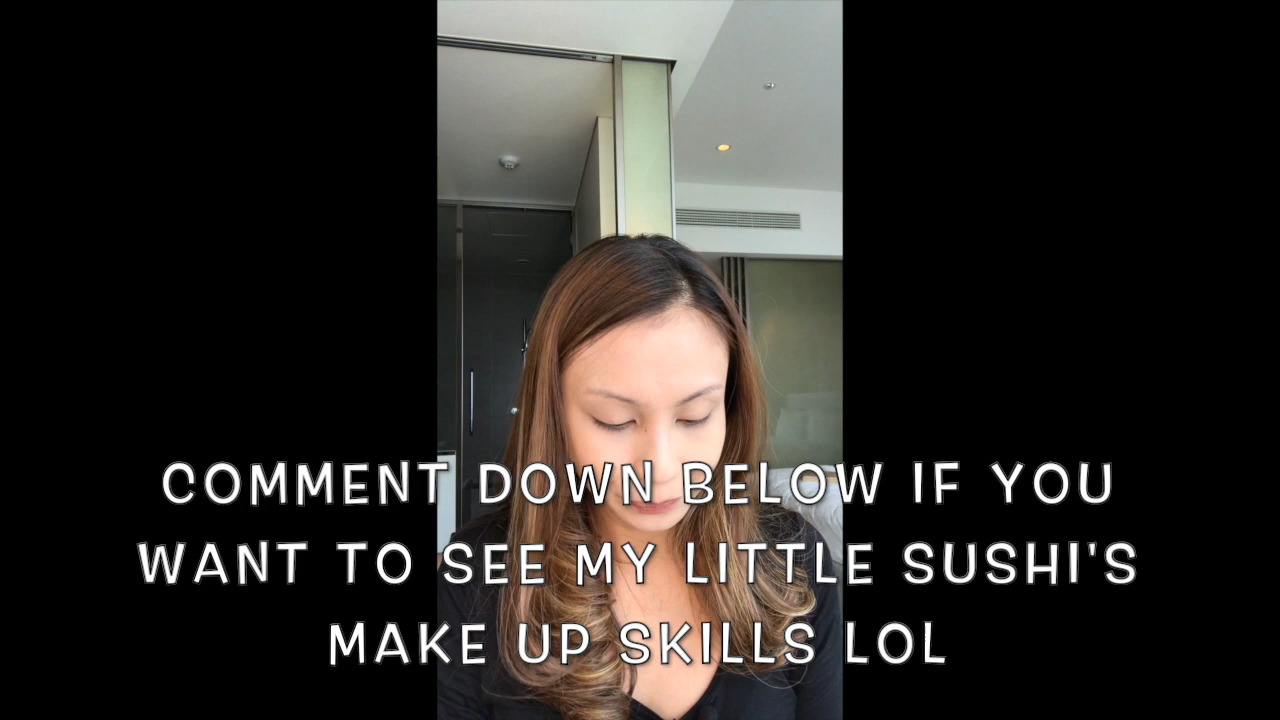 COMMENT DOWN BELOW IF YOU
WANT TO SEE MY LITTLE SUSHI'S
MAKE UP SKILLS LOL